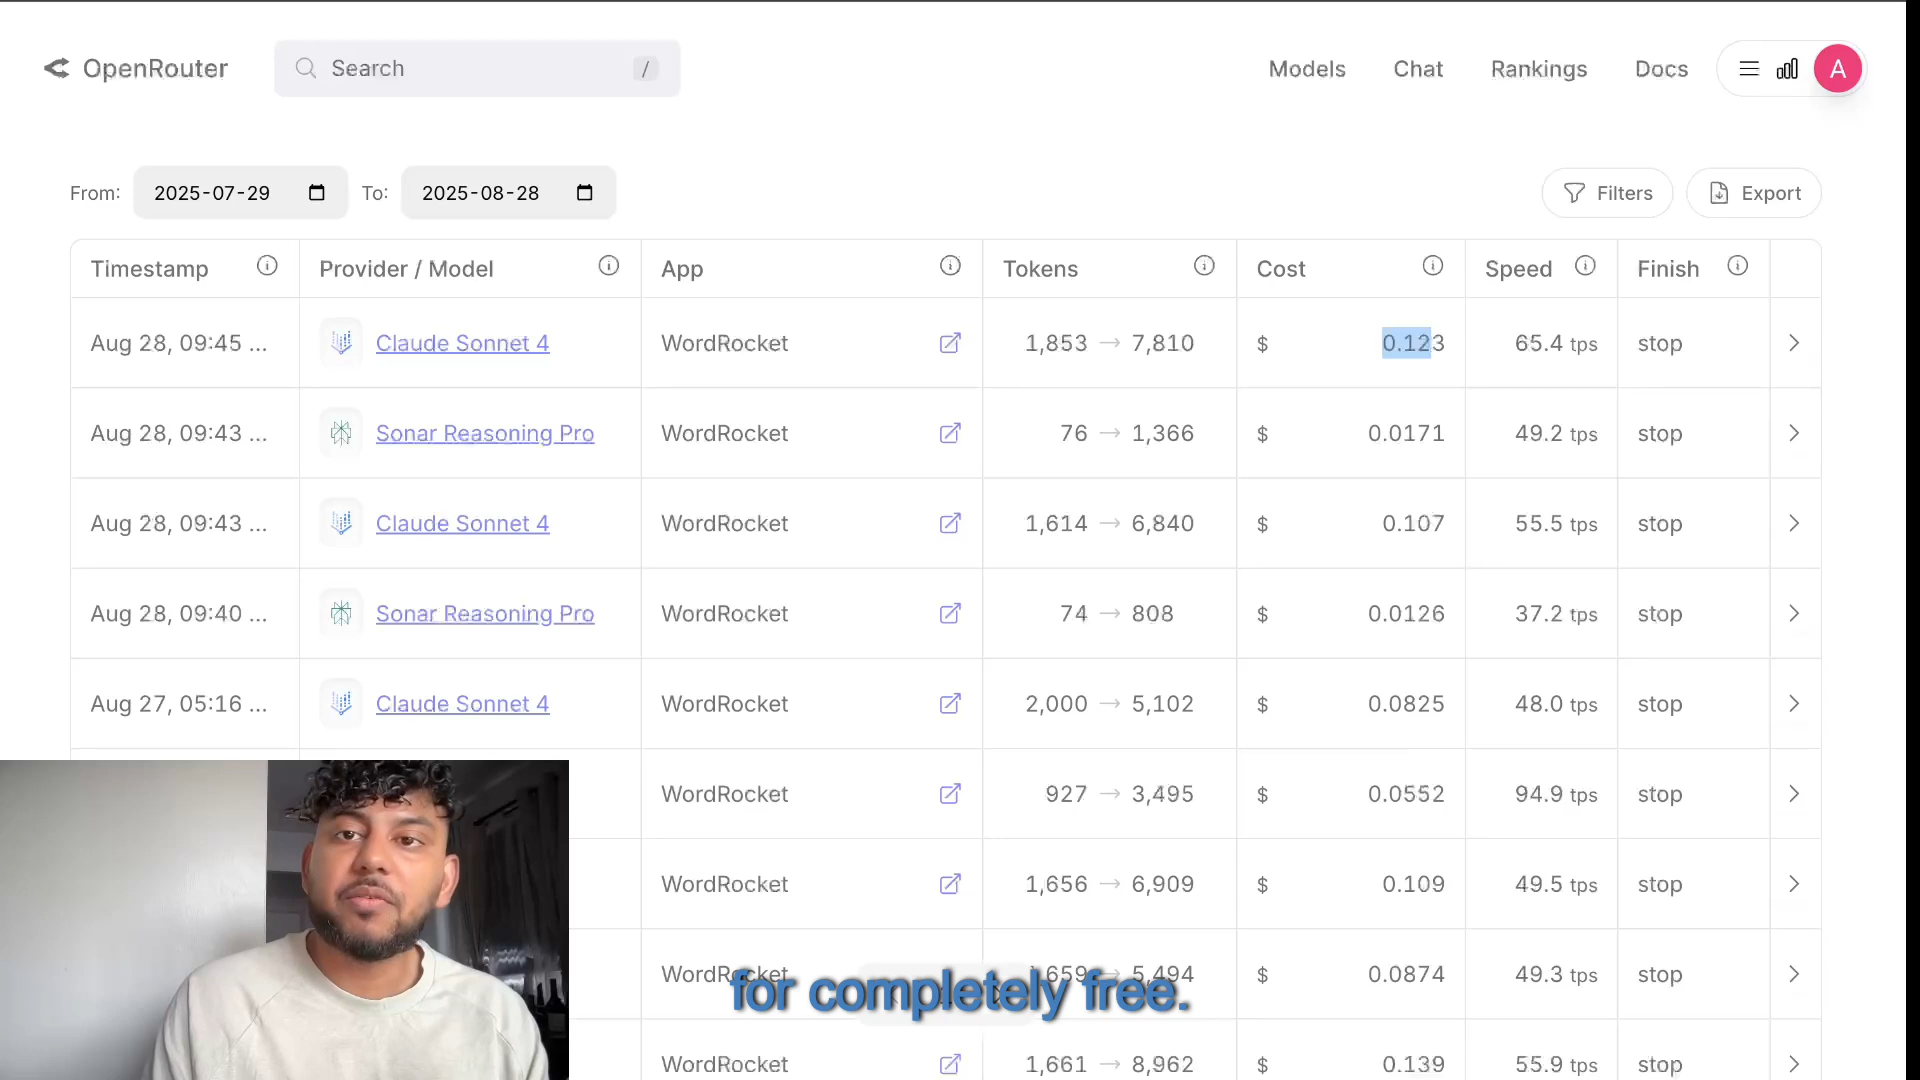 OpenRouter
Search
/
Models
Chat
Rankings
Docs
A
From:
2025-07-29
To:
2025-08-28
Filters
Export
Timestamp Provider / Model App Tokens Cost Speed Finish
Aug 28, 09:45 ... Claude Sonnet 4 WordRocket 1,853 → 7,810 $ 0.123 65.4 tps stop
Aug 28, 09:43 ... Sonar Reasoning Pro WordRocket 76 → 1,366 $ 0.0171 49.2 tps stop
Aug 28, 09:43 ... Claude Sonnet 4 WordRocket 1,614 → 6,840 $ 0.107 55.5 tps stop
Aug 28, 09:40 ... Sonar Reasoning Pro WordRocket 74 → 808 $ 0.0126 37.2 tps stop
Aug 27, 05:16 ... Claude Sonnet 4 WordRocket 2,000 → 5,102 $ 0.0825 48.0 tps stop
WordRocket 927 → 3,495 $ 0.0552 94.9 tps stop
WordRocket 1,656 → 6,909 $ 0.109 49.5 tps stop
WordRocket 1,659 → 5,494 $ 0.0874 49.3 tps stop
for completely free.
WordRocket 1,661 → 8,962 $ 0.139 55.9 tps stop